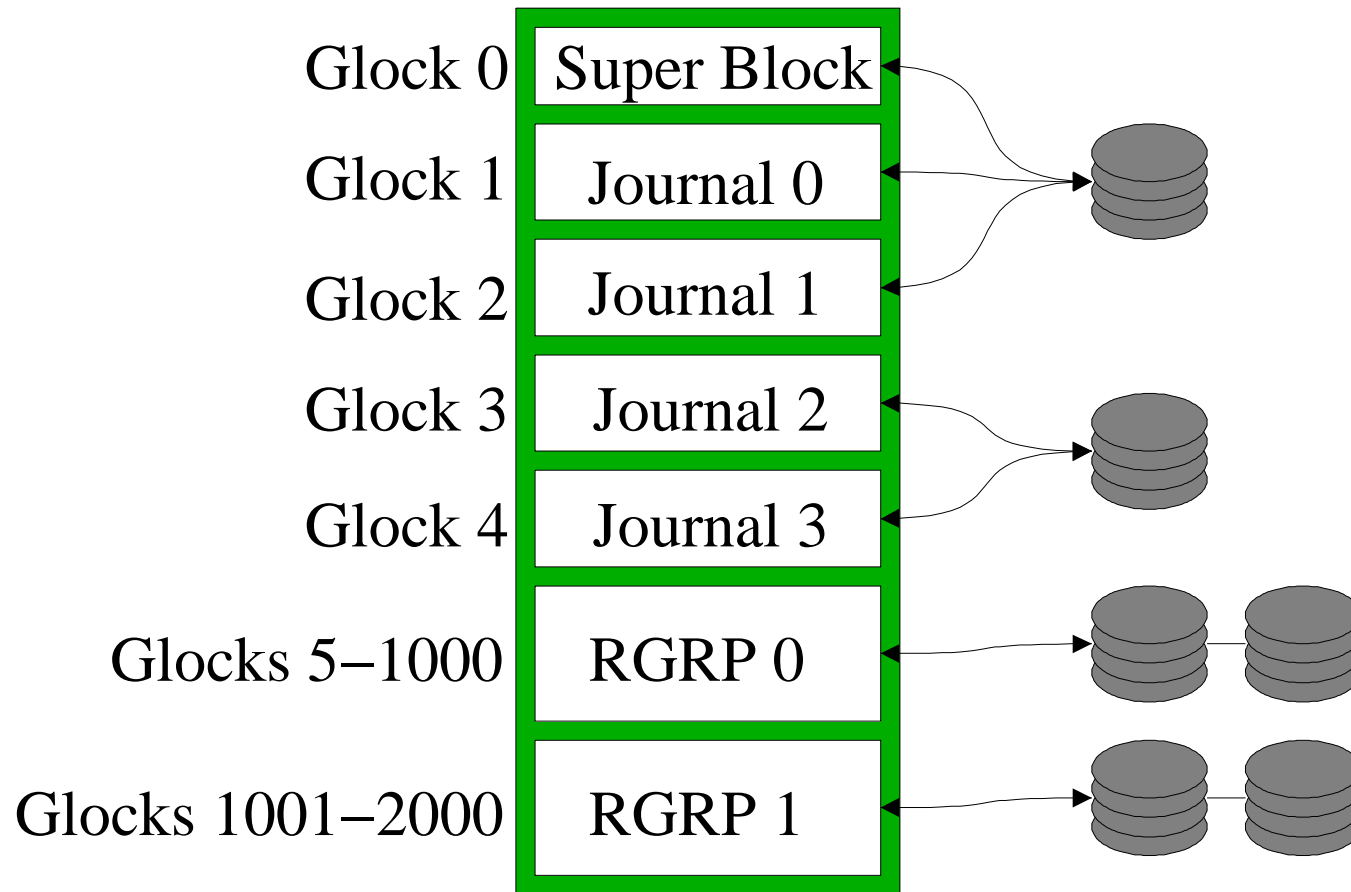 Glock 0 Super Block
Glock 1 Journal 0
Glock 2 Journal 1
Glock 3 Journal 2
Glock 4 Journal 3
Glocks 5–1000 RGRP 0
Glocks 1001–2000 RGRP 1